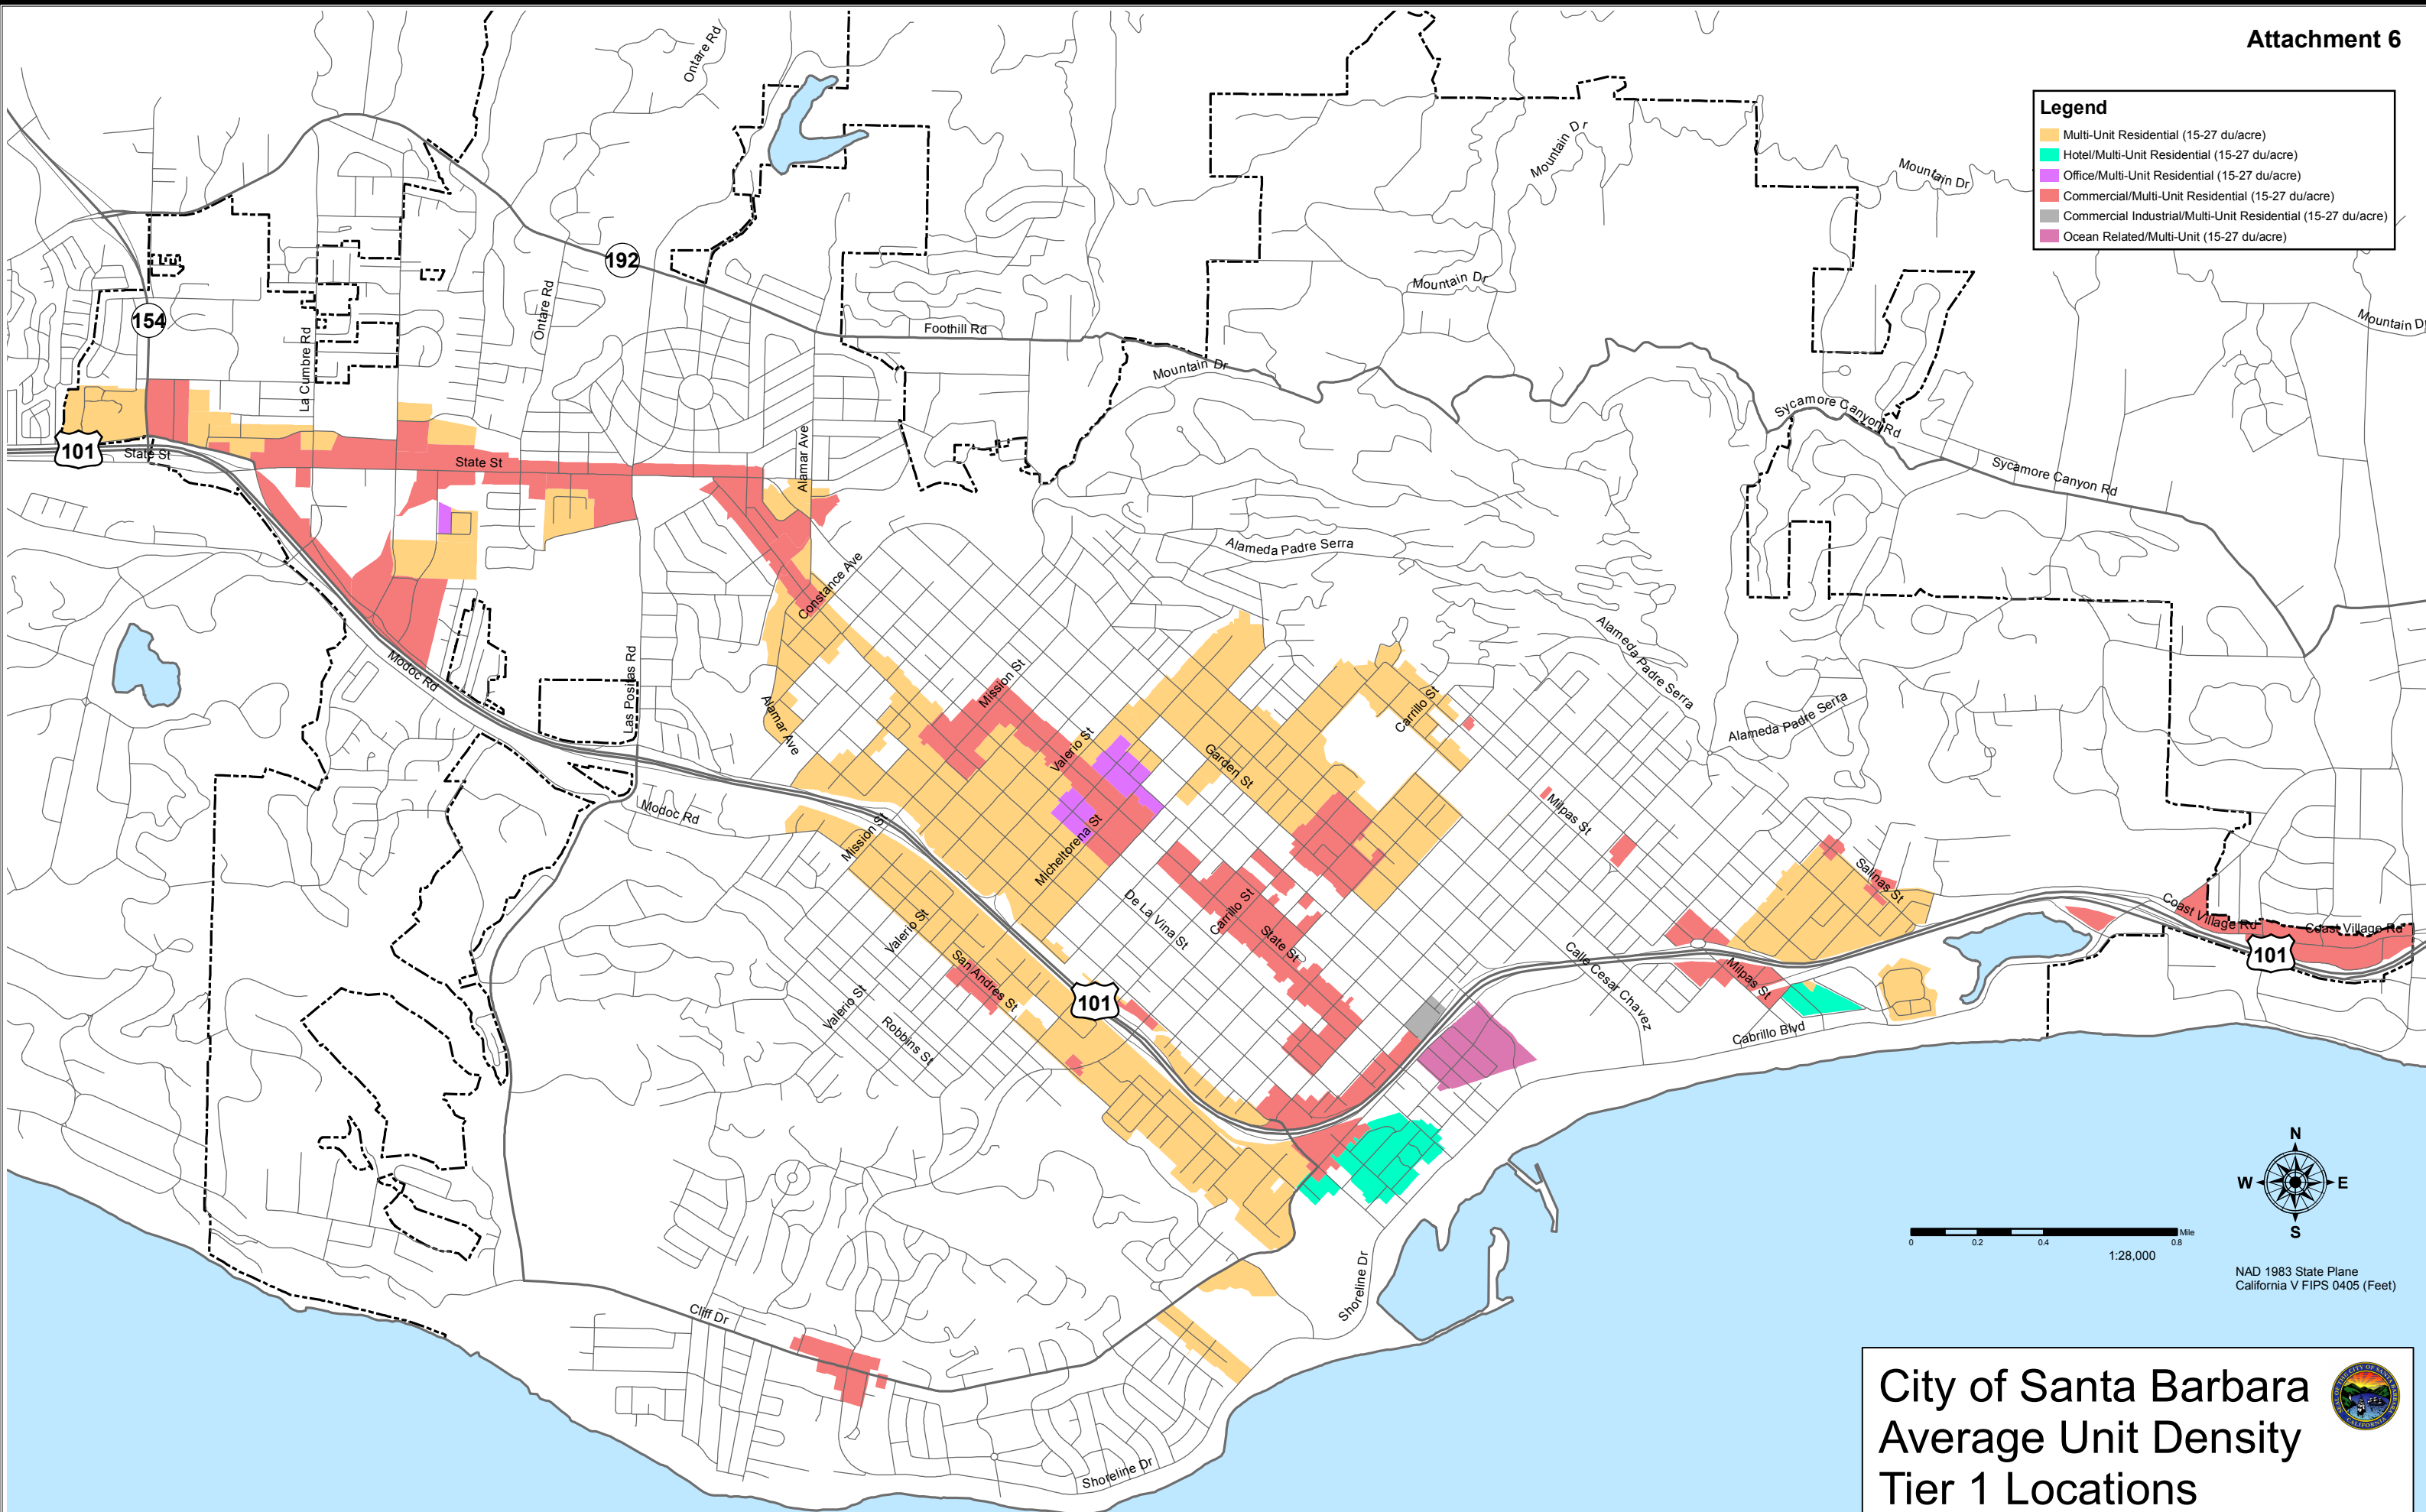 Attachment 6
Legend
Multi-Unit Residential (15-27 du/acre)
Hotel/Multi-Unit Residential (15-27 du/acre)
Office/Multi-Unit Residential (15-27 du/acre)
Commercial/Multi-Unit Residential (15-27 du/acre)
Commercial Industrial/Multi-Unit Residential (15-27 du/acre)
Ocean Related/Multi-Unit (15-27 du/acre)
Ontare Rd
Mountain Dr
Mountain Dr
192
Mountain Dr
Ontare Rd
154
Mountain Dr
Foothill Rd
La Cumbre Rd
Mountain Dr
Sycamore Canyon Rd
Alamar Ave
101
State St
State St
Sycamore Canyon Rd
Alameda Padre Serra
Constance Ave
Alameda Padre Serra
Modoc Rd
Las Positas Rd
Mission St
Carrillo St
Alamar Ave
Alameda Padre Serra
Valerio St
Garden St
Modoc Rd
Mission St
Milpas St
Micheltorena St
Salinas St
De La Vina St
Carrillo St
Coast Village Rd
Coast Village Rd
Valerio St
State St
101
San Andres St
Calle Cesar Chavez
Milpas St
101
Valerio St
Robbins St
Cabrillo Blvd
N
W
E
S
0
0.2
0.4
0.8
Mile
1:28,000
NAD 1983 State Plane
California V FIPS 0405 (Feet)
Shoreline Dr
Cliff Dr
Shoreline Dr
City of Santa Barbara
Average Unit Density
Tier 1 Locations